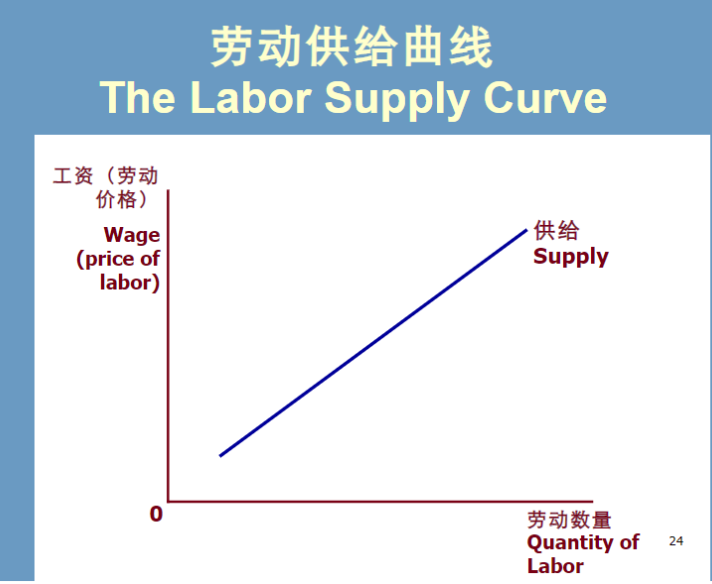 劳动供给曲线
The Labor Supply Curve
工资（劳动
价格）
Wage
(price of
labor)
供给
Supply
0
劳动数量
Quantity of
Labor
24